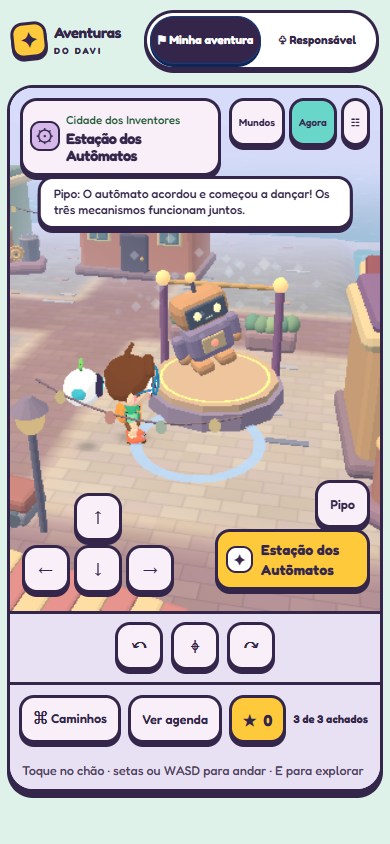 Aventuras
DO DAVI
Minha aventura
Responsável
Cidade dos Inventores
Estação dos
Autômatos
Mundos
Agora
Pipo: O autômato acordou e começou a dançar! Os
três mecanismos funcionam juntos.
Pipo
Estação dos
Autômatos
Caminhos
Ver agenda
★ 0
3 de 3 achados
Toque no chão · setas ou WASD para andar · E para explorar